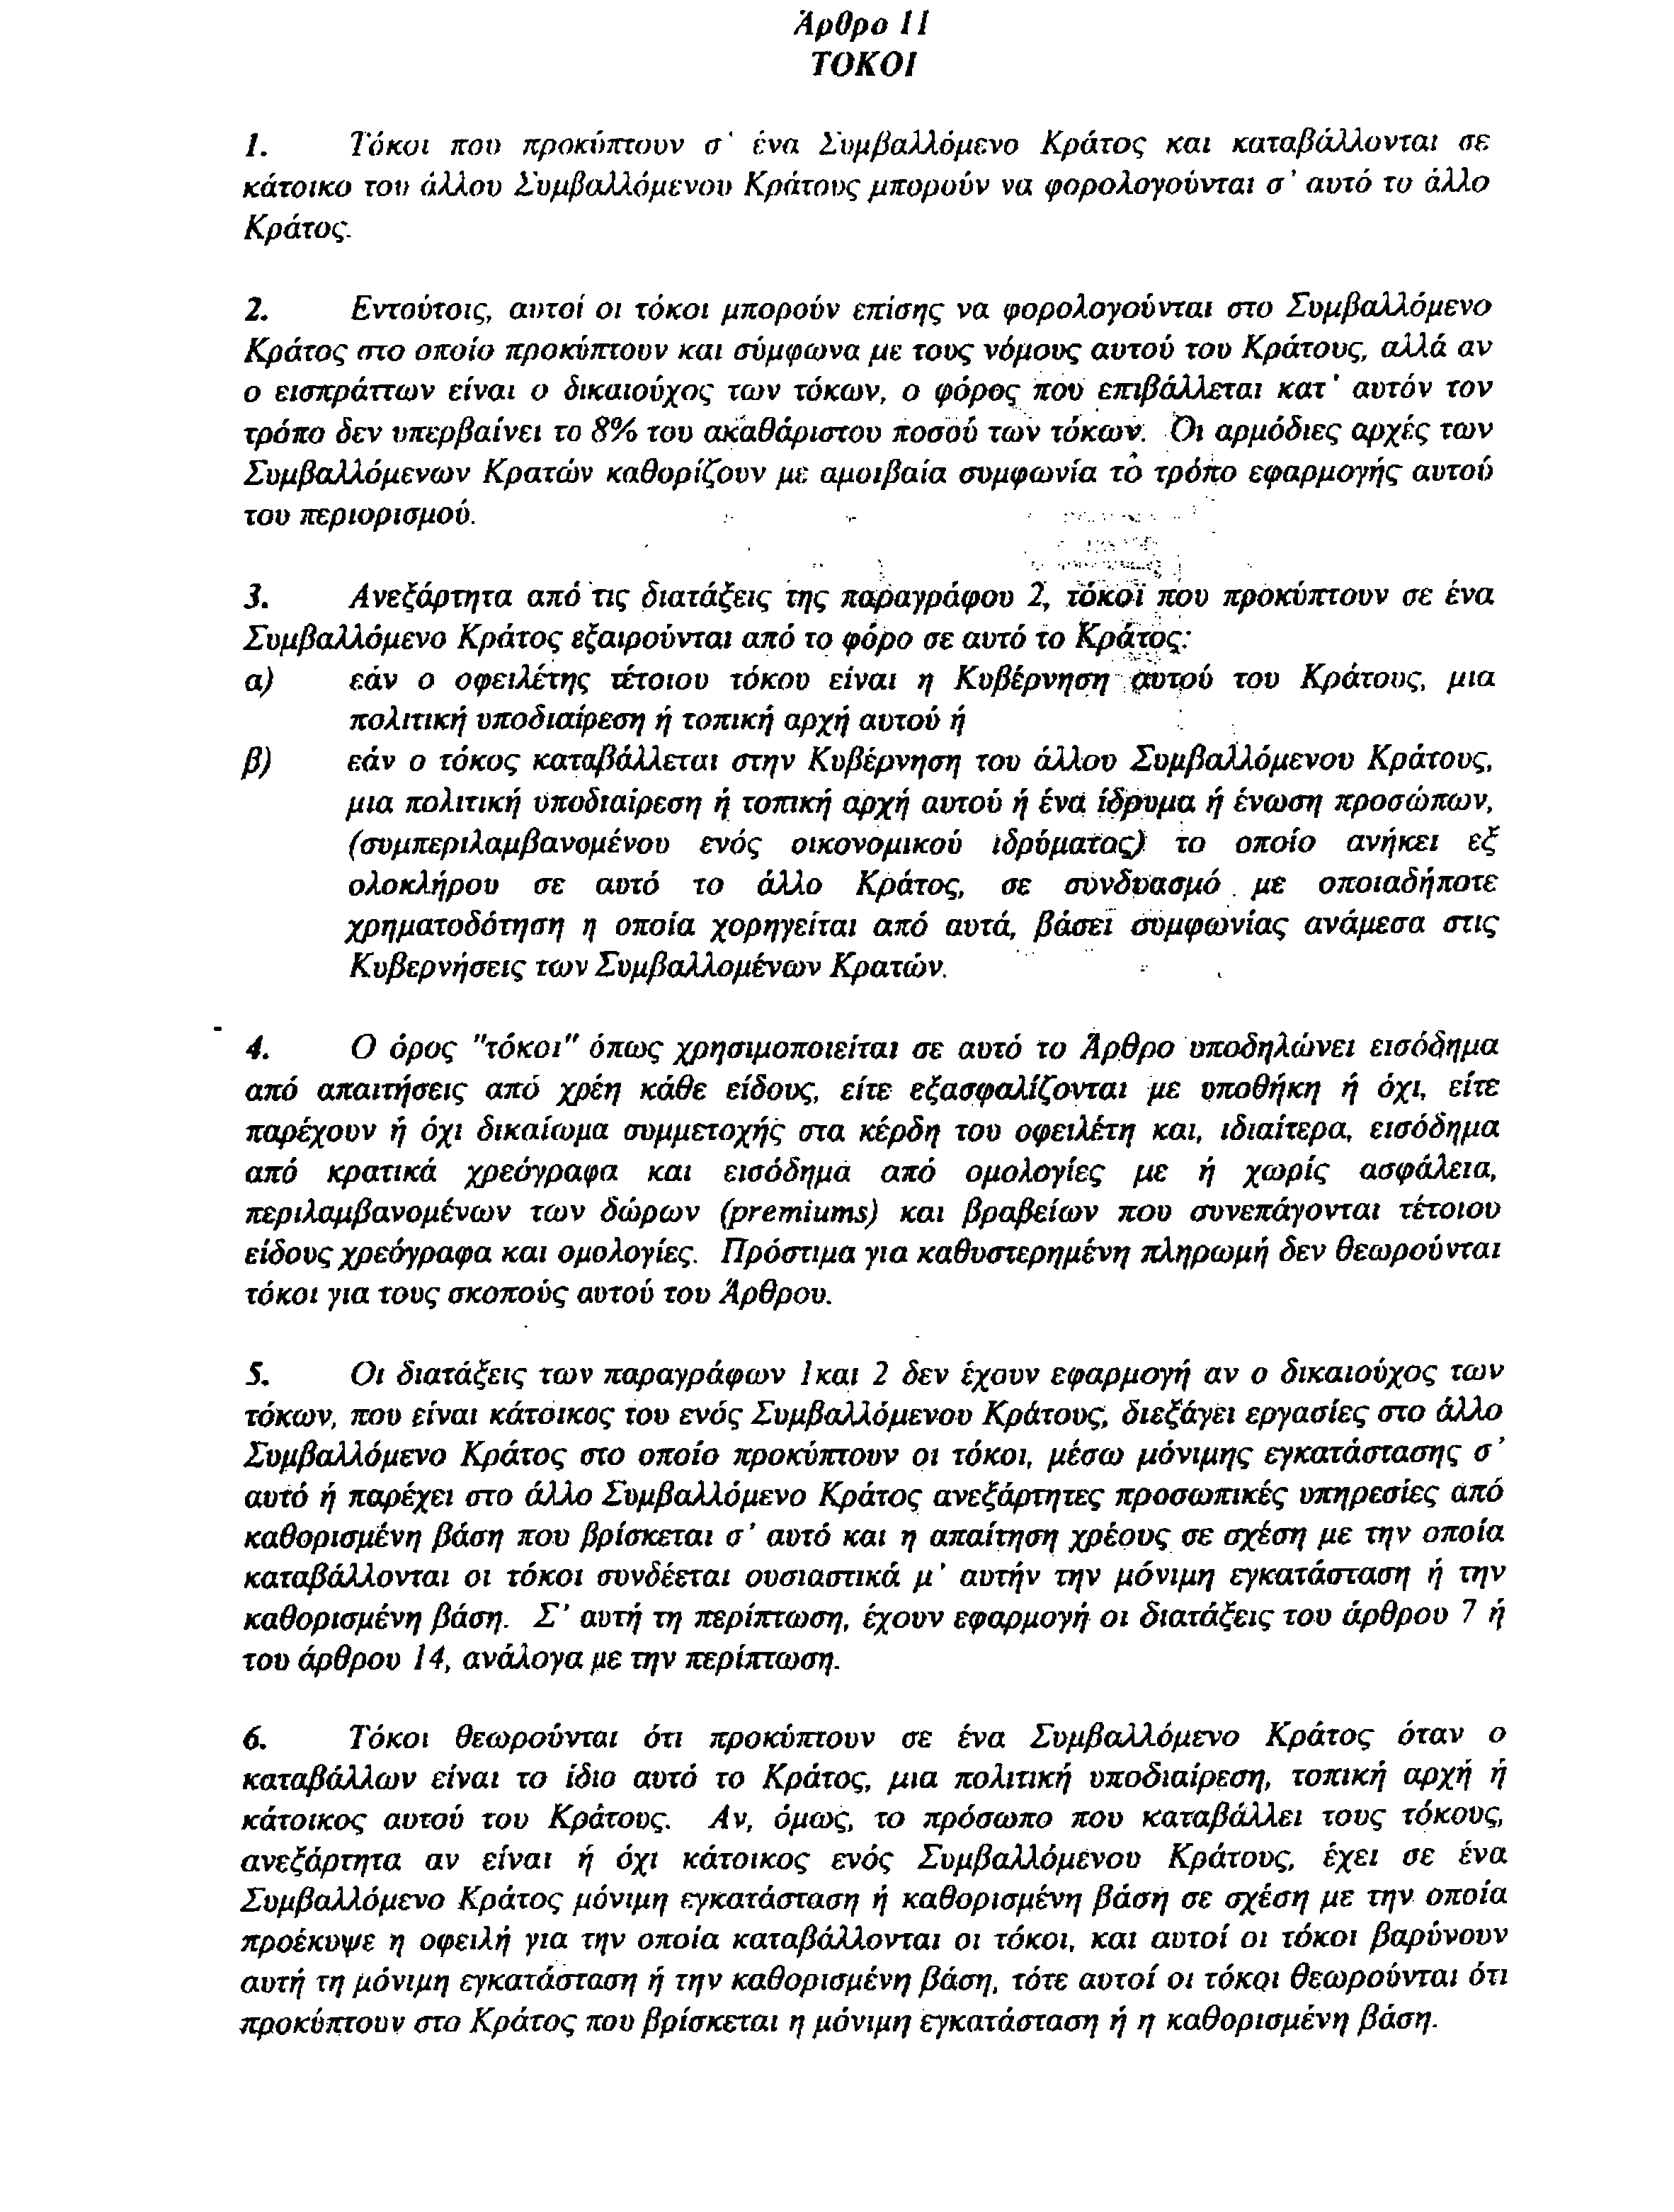 Άρθρο 11
ΤΟΚΟΙ
1. Τόκοι που προκύπτουν σ' ένα Συμβαλλόμενο Κράτος και καταβάλλονται σε
κάτοικο του άλλου Συμβαλλόμενου Κράτους μπορούν να φορολογούνται σ' αυτό το άλλο
Κράτος.
2. Εντούτοις, αυτοί οι τόκοι μπορούν επίσης να φορολογούνται στο Συμβαλλόμενο
Κράτος στο οποίο προκύπτουν και σύμφωνα με τους νόμους αυτού του Κράτους, αλλά αν
ο εισπράττων είναι ο δικαιούχος των τόκων, ο φόρος που επιβάλλεται κατ' αυτόν τον
τρόπο δεν υπερβαίνει το 8% του ακαθάριστου ποσού των τόκων. Οι αρμόδιες αρχές των
Συμβαλλόμενων Κρατών καθορίζουν με αμοιβαία συμφωνία το τρόπο εφαρμογής αυτού
του περιορισμού.
3. Ανεξάρτητα από τις διατάξεις της παραγράφου 2, τόκοι που προκύπτουν σε ένα
Συμβαλλόμενο Κράτος εξαιρούνται από το φόρο σε αυτό το Κράτος:
α) εάν ο οφειλέτης τέτοιου τόκου είναι η Κυβέρνηση αυτού του Κράτους, μια
πολιτική υποδιαίρεση ή τοπική αρχή αυτού ή
β) εάν ο τόκος καταβάλλεται στην Κυβέρνηση του άλλου Συμβαλλόμενου Κράτους,
μια πολιτική υποδιαίρεση ή τοπική αρχή αυτού ή ένα ίδρυμα ή ένωση προσώπων,
(συμπεριλαμβανομένου ενός οικονομικού ιδρύματος) το οποίο ανήκει εξ
ολοκλήρου σε αυτό το άλλο Κράτος, σε συνδυασμό με οποιαδήποτε
χρηματοδότηση η οποία χορηγείται από αυτά, βάσει συμφωνίας ανάμεσα στις
Κυβερνήσεις των Συμβαλλομένων Κρατών.
4. Ο όρος "τόκοι" όπως χρησιμοποιείται σε αυτό το Άρθρο υποδηλώνει εισόδημα
από απαιτήσεις από χρέη κάθε είδους, είτε εξασφαλίζονται με υποθήκη ή όχι, είτε
παρέχουν ή όχι δικαίωμα συμμετοχής στα κέρδη του οφειλέτη και, ιδιαίτερα, εισόδημα
από κρατικά χρεόγραφα και εισόδημα από ομολογίες με ή χωρίς ασφάλεια,
περιλαμβανομένων των δώρων (premiums) και βραβείων που συνεπάγονται τέτοιου
είδους χρεόγραφα και ομολογίες. Πρόστιμα για καθυστερημένη πληρωμή δεν θεωρούνται
τόκοι για τους σκοπούς αυτού του Άρθρου.
5. Οι διατάξεις των παραγράφων 1και 2 δεν έχουν εφαρμογή αν ο δικαιούχος των
τόκων, που είναι κάτοικος του ενός Συμβαλλόμενου Κράτους, διεξάγει εργασίες στο άλλο
Συμβαλλόμενο Κράτος στο οποίο προκύπτουν οι τόκοι, μέσω μόνιμης εγκατάστασης σ'
αυτό ή παρέχει στο άλλο Συμβαλλόμενο Κράτος ανεξάρτητες προσωπικές υπηρεσίες από
καθορισμένη βάση που βρίσκεται σ' αυτό και η απαίτηση χρέους σε σχέση με την οποία
καταβάλλονται οι τόκοι συνδέεται ουσιαστικά μ' αυτήν την μόνιμη εγκατάσταση ή την
καθορισμένη βάση. Σ' αυτή τη περίπτωση, έχουν εφαρμογή οι διατάξεις του άρθρου 7 ή
του άρθρου 14, ανάλογα με την περίπτωση.
6. Τόκοι θεωρούνται ότι προκύπτουν σε ένα Συμβαλλόμενο Κράτος όταν ο
καταβάλλων είναι το ίδιο αυτό το Κράτος, μια πολιτική υποδιαίρεση, τοπική αρχή ή
κάτοικος αυτού του Κράτους. Αν, όμως, το πρόσωπο που καταβάλλει τους τόκους,
ανεξάρτητα αν είναι ή όχι κάτοικος ενός Συμβαλλόμενου Κράτους, έχει σε ένα
Συμβαλλόμενο Κράτος μόνιμη εγκατάσταση ή καθορισμένη βάση σε σχέση με την οποία
προέκυψε η οφειλή για την οποία καταβάλλονται οι τόκοι, και αυτοί οι τόκοι βαρύνουν
αυτή τη μόνιμη εγκατάσταση ή την καθορισμένη βάση, τότε αυτοί οι τόκοι θεωρούνται ότι
προκύπτουν στο Κράτος που βρίσκεται η μόνιμη εγκατάσταση ή η καθορισμένη βάση.